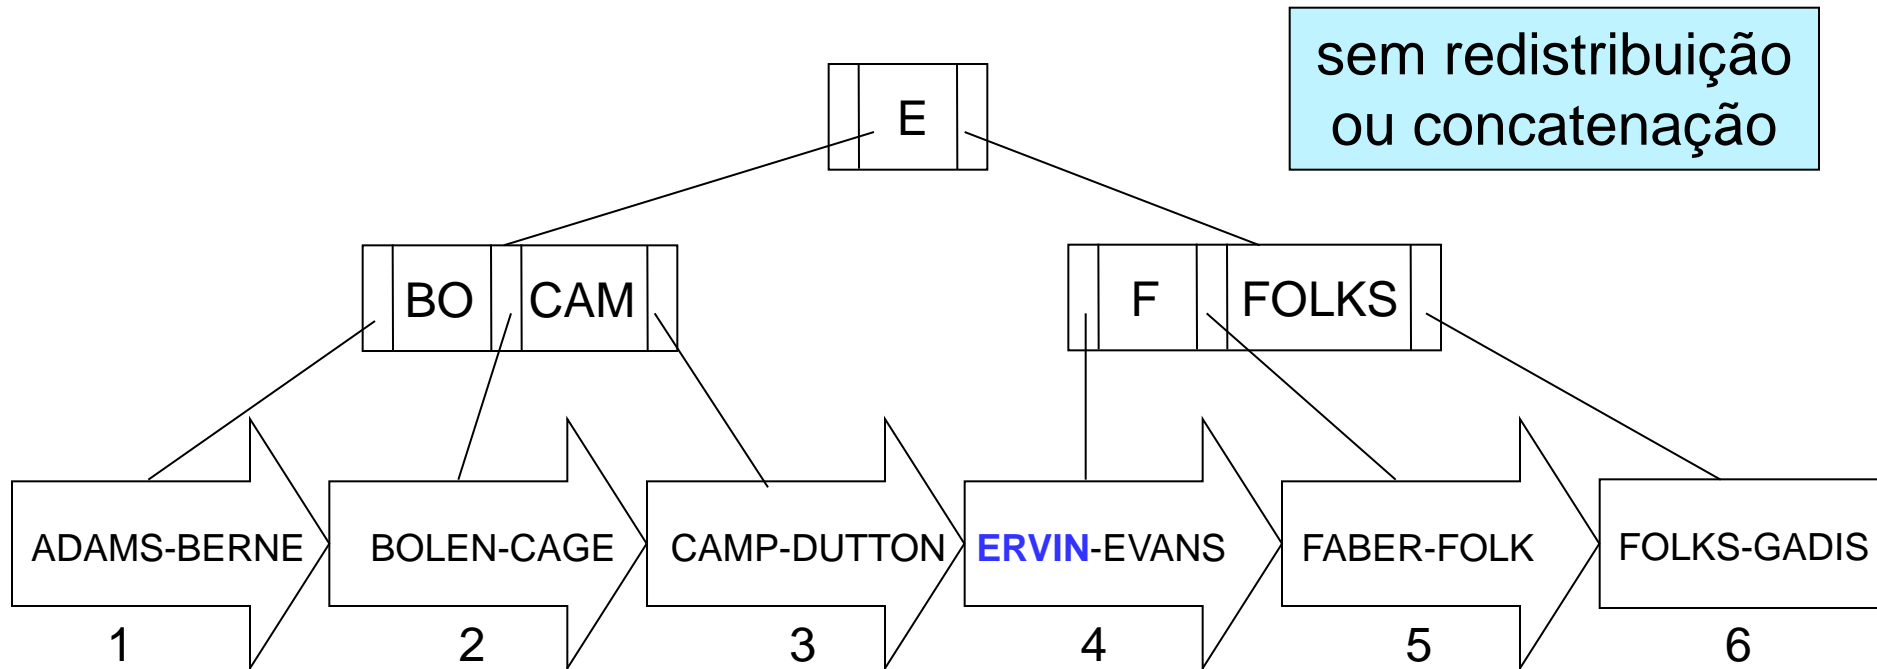 sem redistribuição
ou concatenação
E
BO CAM F FOLKS
ADAMS-BERNE BOLEN-CAGE CAMP-DUTTON ERVIN-EVANS FABER-FOLK FOLKS-GADIS
1 2 3 4 5 6